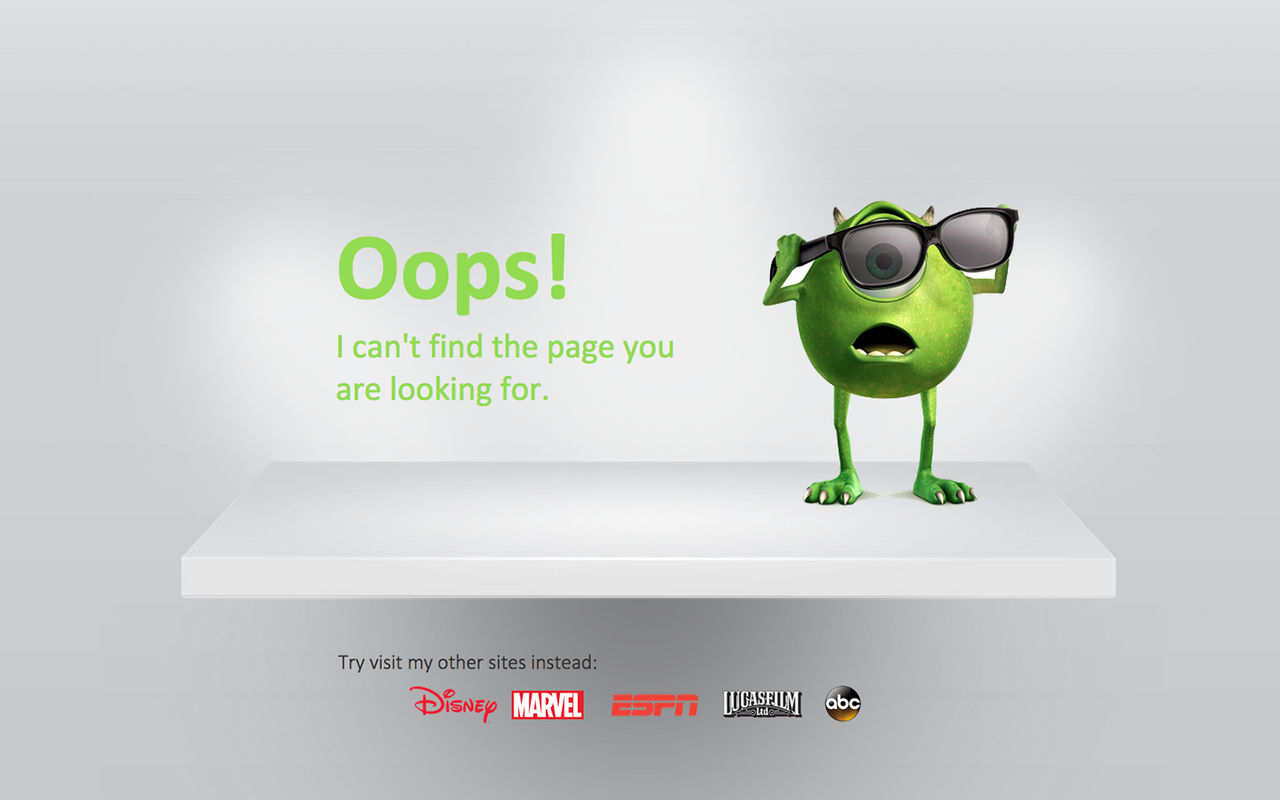 Oops!
I can't find the page you
are looking for.
Try visit my other sites instead:
Disney MARVEL ESPN LUCASFILM Ltd abc